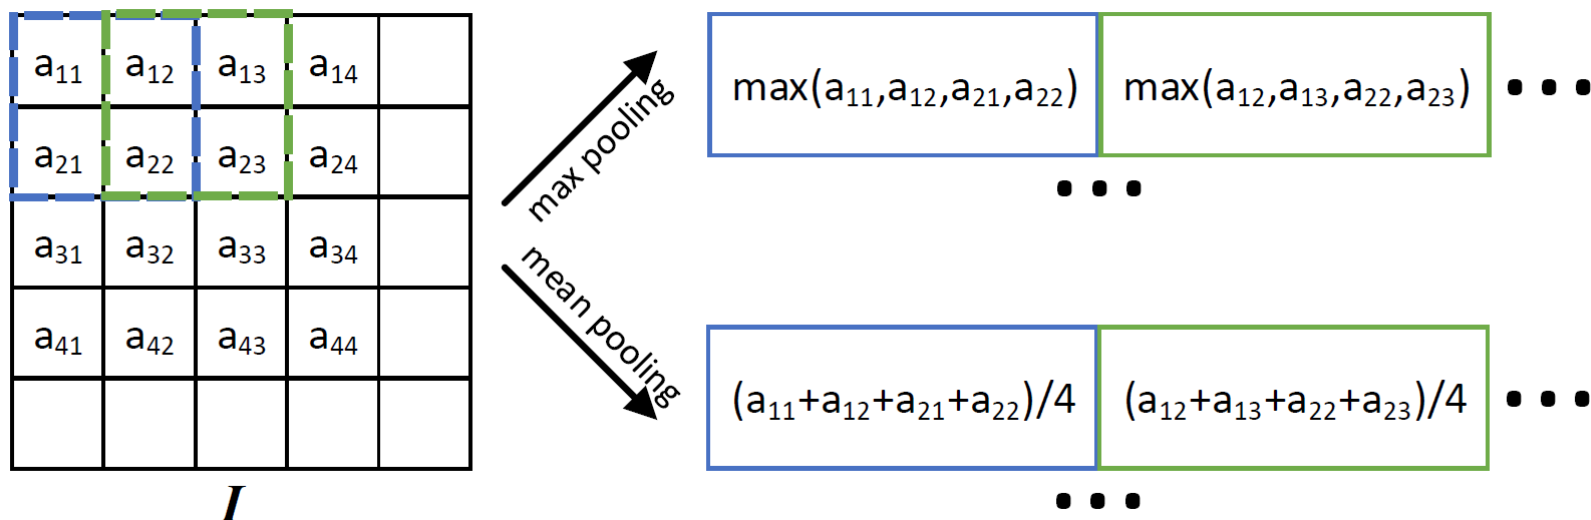 a₁₁ a₁₂ a₁₃ a₁₄
a₂₁ a₂₂ a₂₃ a₂₄
a₃₁ a₃₂ a₃₃ a₃₄
a₄₁ a₄₂ a₄₃ a₄₄
I
max pooling
mean pooling
max(a₁₁,a₁₂,a₂₁,a₂₂) max(a₁₂,a₁₃,a₂₂,a₂₃) ...
...
(a₁₁+a₁₂+a₂₁+a₂₂)/4 (a₁₂+a₁₃+a₂₂+a₂₃)/4 ...
...